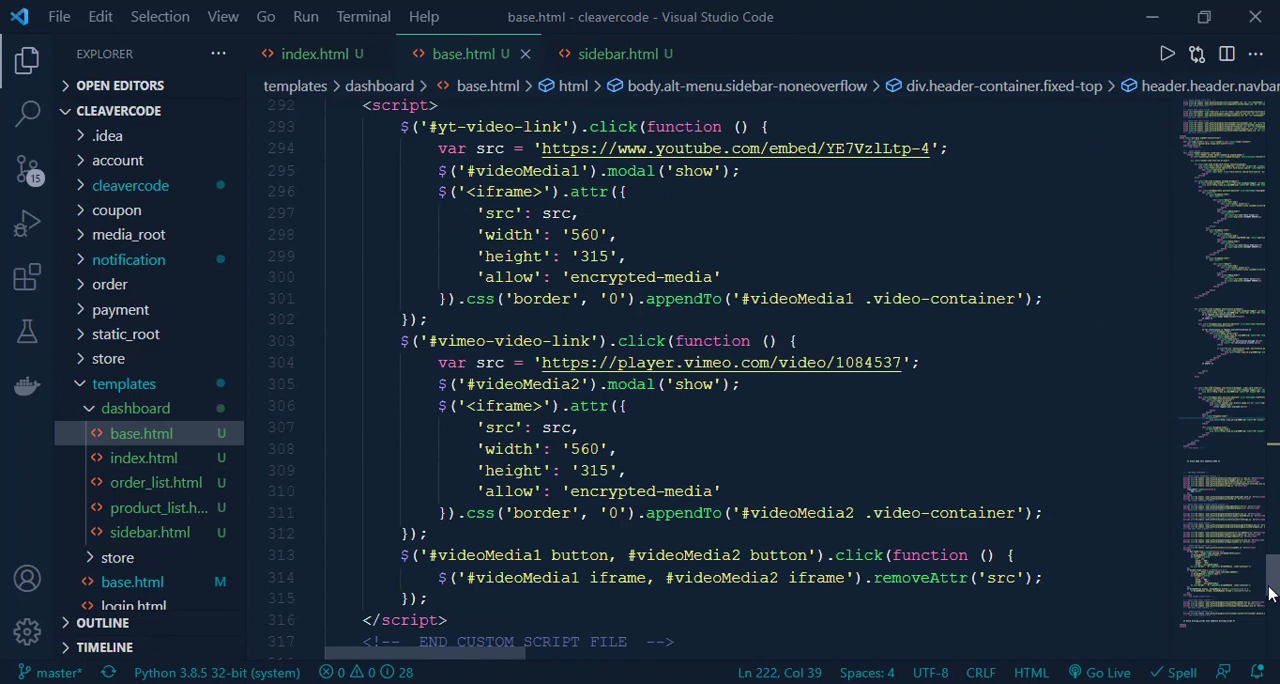 File Edit Selection View Go Run Terminal Help base.html - cleavercode - Visual Studio Code
EXPLORER
index.html U base.html U sidebar.html U
templates > dashboard > base.html > html > body.alt-menu.sidebar-noneoverflow > div.header-container.fixed-top > header.header.navbar
OPEN EDITORS
CLEAVERCODE
.idea
account
cleavercode
coupon
media_root
notification
order
payment
static_root
store
templates
dashboard
base.html U
index.html U
order_list.html U
product_list.h... U
sidebar.html U
store
base.html M
login.html
OUTLINE
TIMELINE
15
292 <script>
293 $('#yt-video-link').click(function () {
294 var src = 'https://www.youtube.com/embed/YE7VzlLtp-4';
295 $('#videoMedia1').modal('show');
296 $('<iframe>').attr({
297 'src': src,
298 'width': '560',
299 'height': '315',
300 'allow': 'encrypted-media'
301 }).css('border', '0').appendTo('#videoMedia1 .video-container');
302 });
303 $('#vimeo-video-link').click(function () {
304 var src = 'https://player.vimeo.com/video/1084537';
305 $('#videoMedia2').modal('show');
306 $('<iframe>').attr({
307 'src': src,
308 'width': '560',
309 'height': '315',
310 'allow': 'encrypted-media'
311 }).css('border', '0').appendTo('#videoMedia2 .video-container');
312 });
313 $('#videoMedia1 button, #videoMedia2 button').click(function () {
314 $('#videoMedia1 iframe, #videoMedia2 iframe').removeAttr('src');
315 });
316 </script>
317 <!-- END CUSTOM SCRIPT FILE -->
master* Python 3.8.5 32-bit (system) 0 0 28 Ln 222, Col 39 Spaces: 4 UTF-8 CRLF HTML Go Live Spell